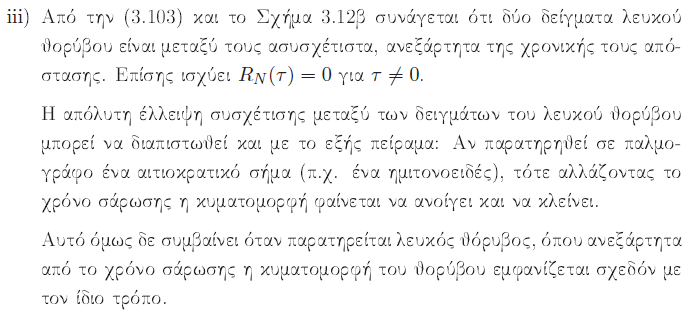 iii) Από την (3.103) και το Σχήμα 3.12β συνάγεται ότι δύο δείγματα λευκού
θορύβου είναι μεταξύ τους ασυσχέτιστα, ανεξάρτητα της χρονικής τους από-
στασης. Επίσης ισχύει R_N(τ) = 0 για τ ≠ 0.
Η απόλυτη έλλειψη συσχέτισης μεταξύ των δειγμάτων του λευκού θορύβου
μπορεί να διαπιστωθεί και με το εξής πείραμα: Αν παρατηρηθεί σε παλμο-
γράφο ένα αιτιοκρατικό σήμα (π.χ. ένα ημιτονοειδές), τότε αλλάζοντας το
χρόνο σάρωσης η κυματομορφή φαίνεται να ανοίγει και να κλείνει.
Αυτό όμως δε συμβαίνει όταν παρατηρείται λευκός θόρυβος, όπου ανεξάρτητα
από το χρόνο σάρωσης η κυματομορφή του θορύβου εμφανίζεται σχεδόν με
τον ίδιο τρόπο.